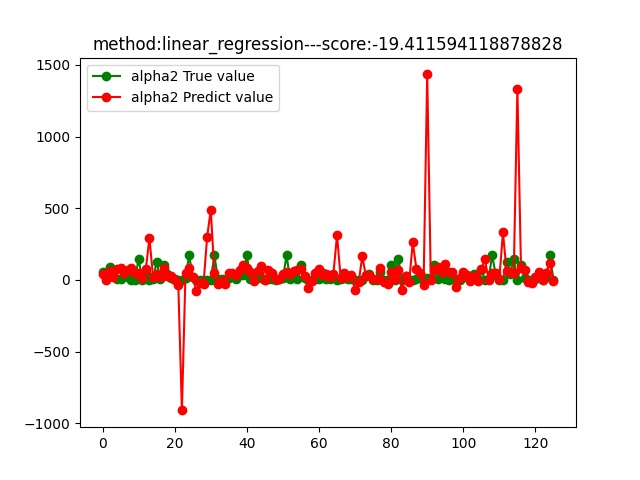 method:linear_regression---score:-19.411594118878828
alpha2 True value
alpha2 Predict value
1500
1000
500
0
−500
−1000
0 20 40 60 80 100 120